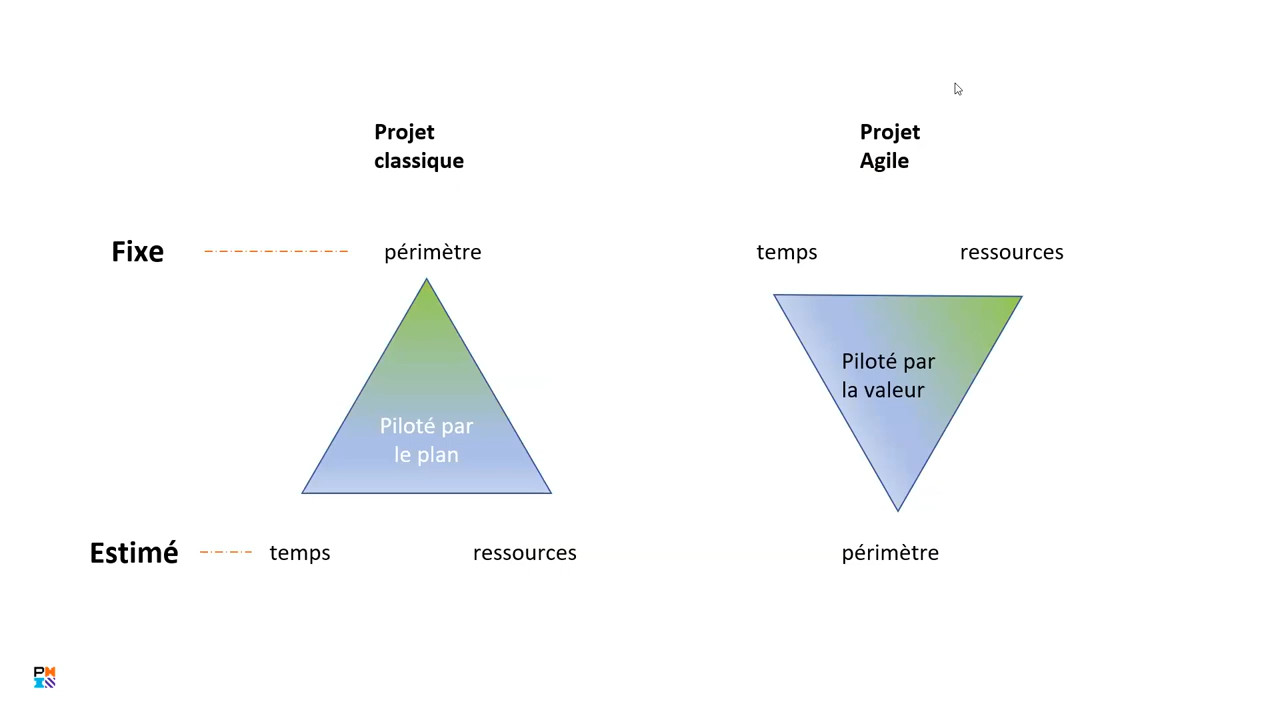 Projet
classique
Projet
Agile
Fixe
périmètre
temps
ressources
Piloté par
la valeur
Piloté par
le plan
Estimé
temps
ressources
périmètre